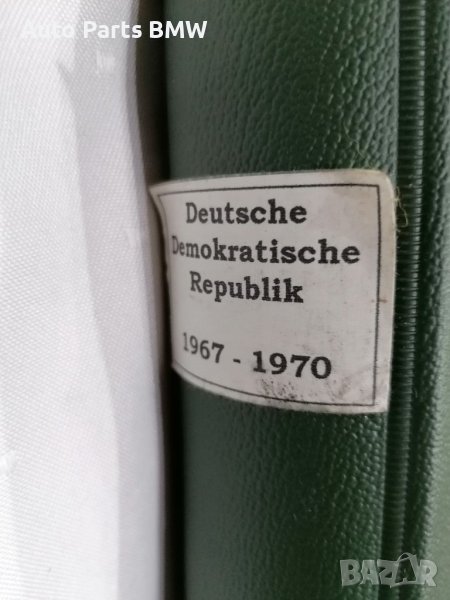 Auto Parts BMW
Deutsche
Demokratische
Republik
1967 - 1970
BAZAR